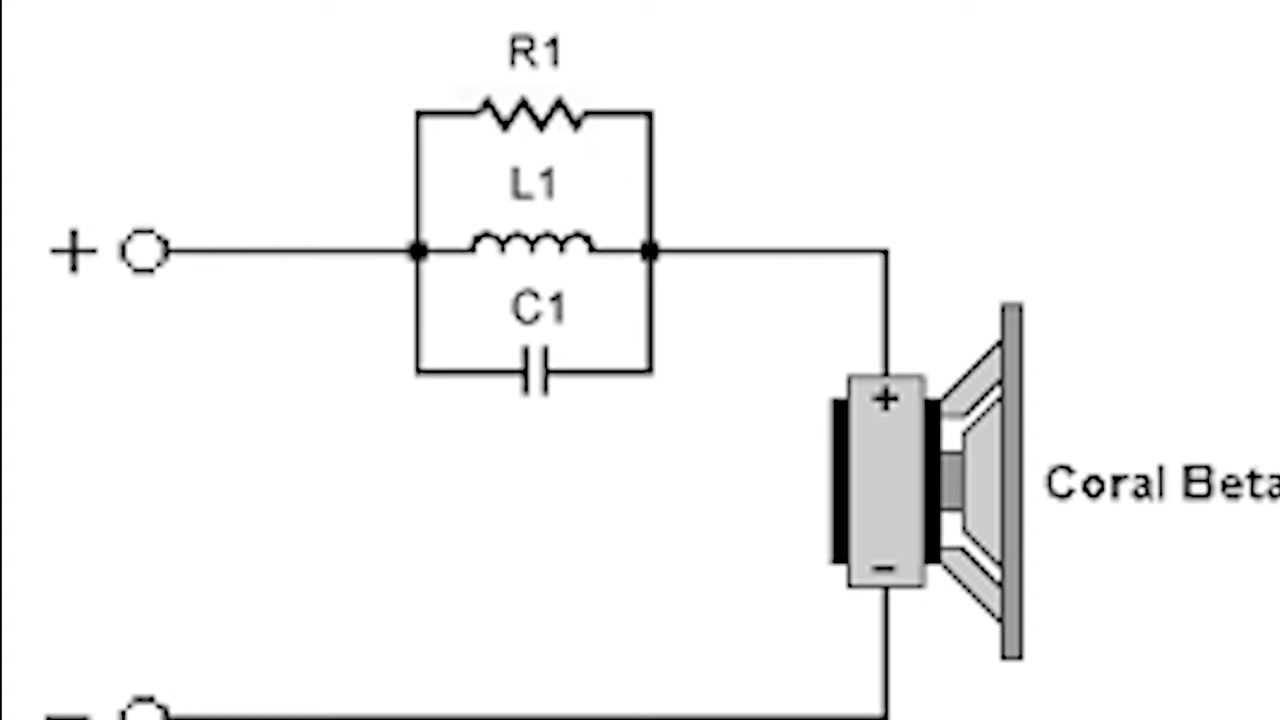 R1
L1
+
C1
+
Coral Beta
−
−